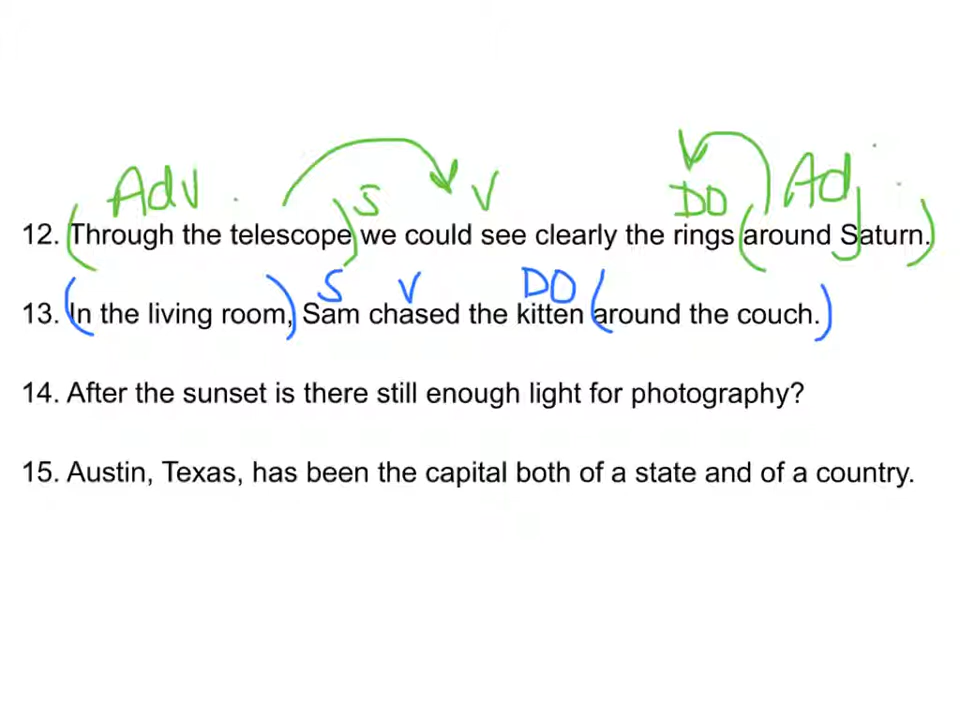 Adv S V DO Adj
12. Through the telescope we could see clearly the rings around Saturn.
S V DO
13. In the living room, Sam chased the kitten around the couch.
14. After the sunset is there still enough light for photography?
15. Austin, Texas, has been the capital both of a state and of a country.